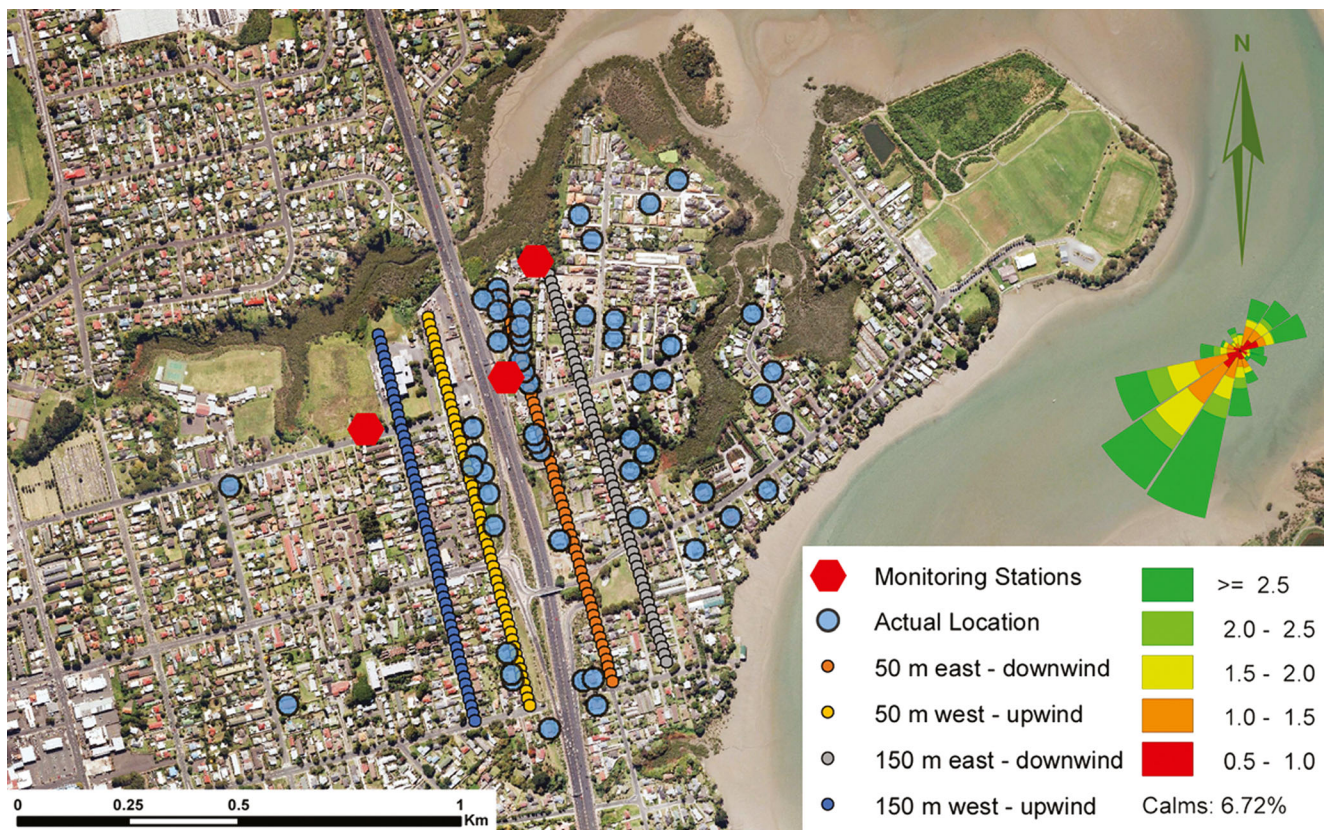 N
Monitoring Stations
Actual Location
50 m east - downwind
50 m west - upwind
150 m east - downwind
150 m west - upwind
>= 2.5
2.0 - 2.5
1.5 - 2.0
1.0 - 1.5
0.5 - 1.0
Calms: 6.72%
0 0.25 0.5 1
Km